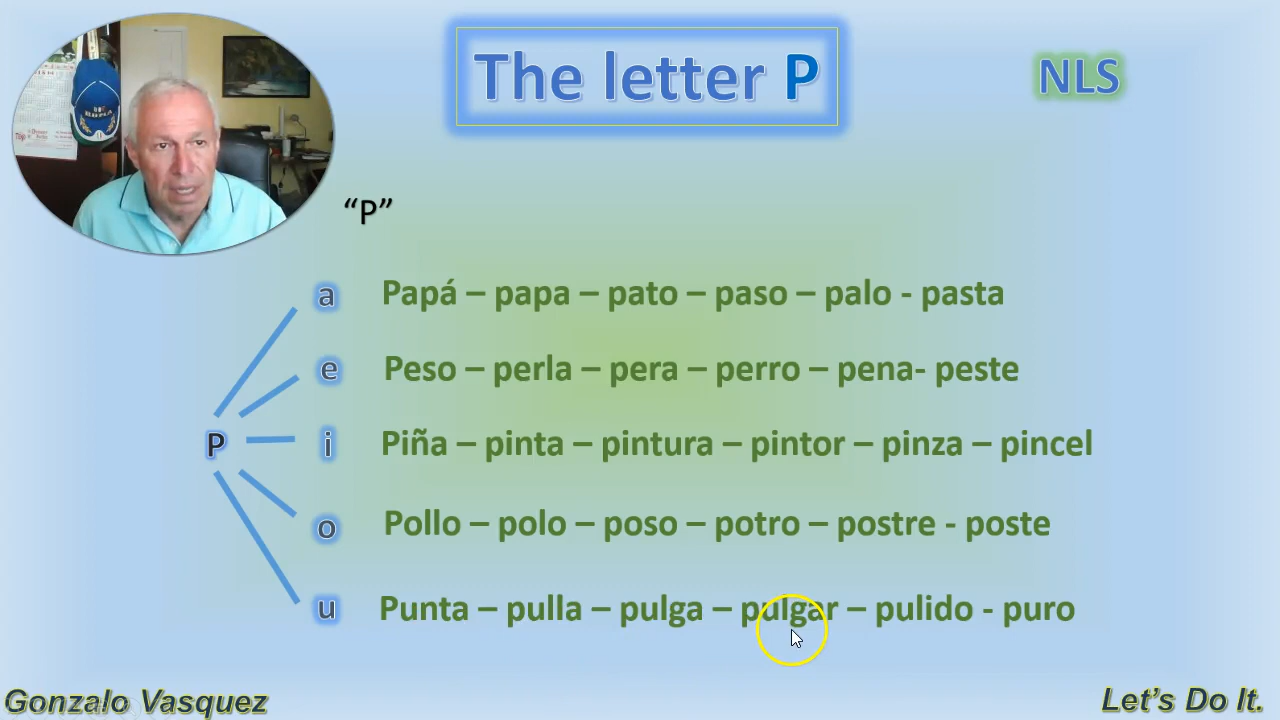 The letter P
NLS
“P”
a Papá – papa – pato – paso – palo - pasta
e Peso – perla – pera – perro – pena- peste
P i Piña – pinta – pintura – pintor – pinza – pincel
o Pollo – polo – poso – potro – postre - poste
u Punta – pulla – pulga – pulgar – pulido - puro
Gonzalo Vasquez
Let’s Do It.